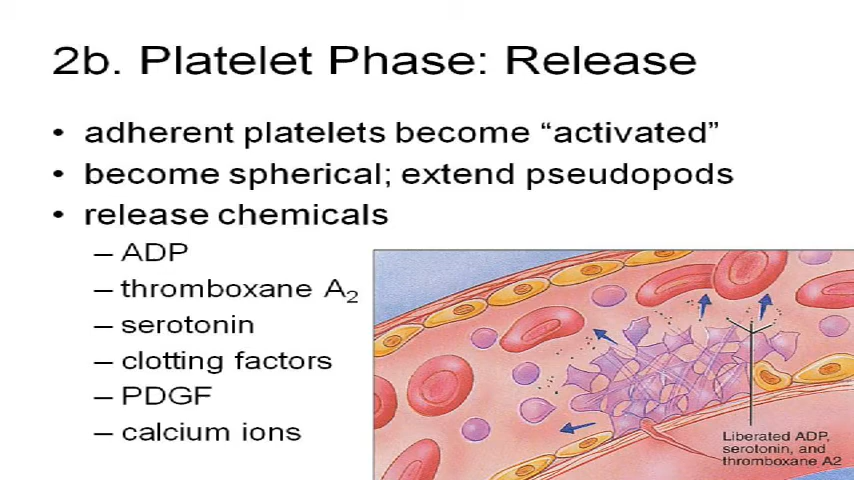 2b. Platelet Phase: Release
• adherent platelets become “activated”
• become spherical; extend pseudopods
• release chemicals
– ADP
– thromboxane A₂
– serotonin
– clotting factors
– PDGF
– calcium ions
Liberated ADP,
serotonin, and
thromboxane A2